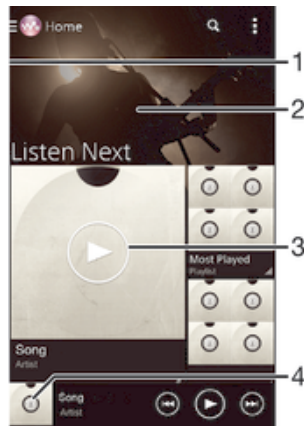 Home
1
2
Listen Next
3
Most Played
Playlist
Song
Artist
4
Song
Artist